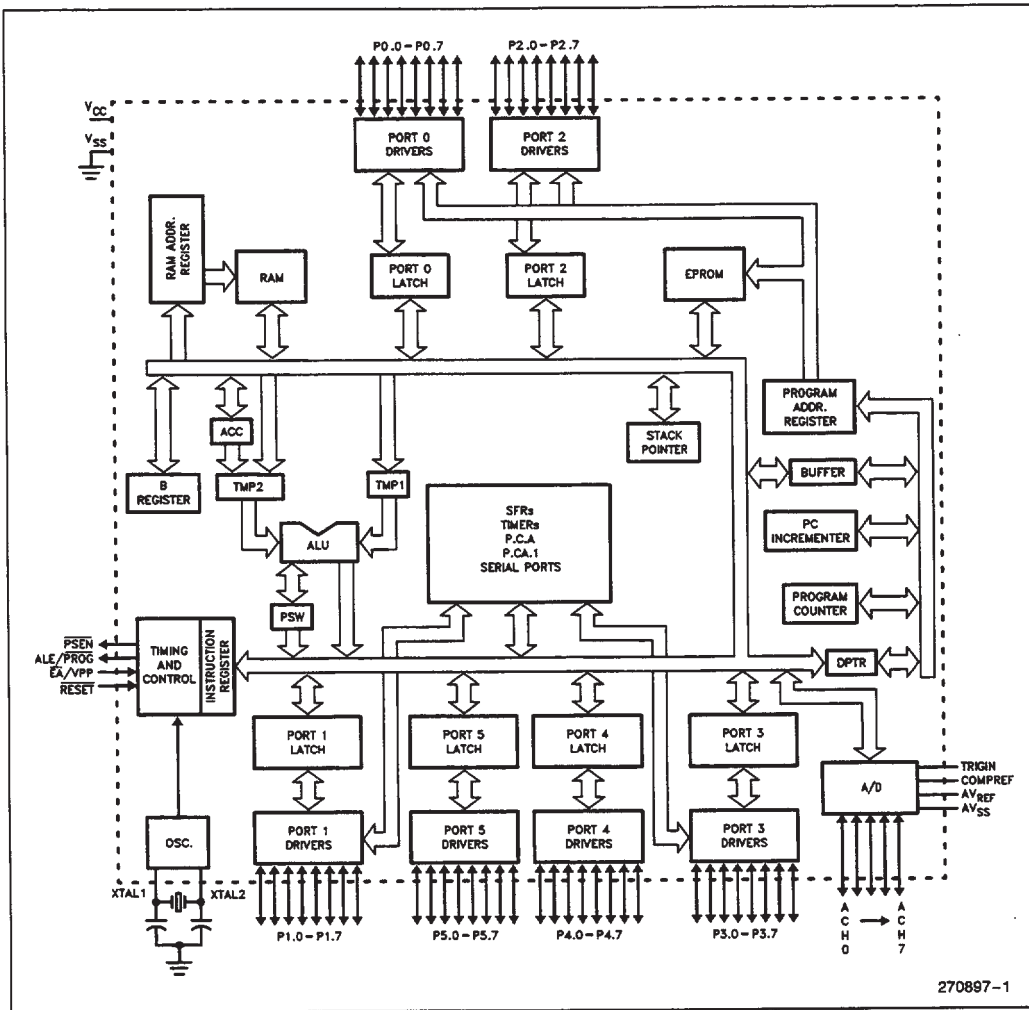 P0.0-P0.7
P2.0-P2.7
VCC
VSS
PORT 0
DRIVERS
PORT 2
DRIVERS
RAM ADDR.
REGISTER
RAM
PORT 0
LATCH
PORT 2
LATCH
EPROM
PROGRAM
ADDR.
REGISTER
ACC
STACK
POINTER
B
REGISTER
TMP2
TMP1
BUFFER
SFRs
TIMERs
P.C.A
P.CA.1
SERIAL PORTS
ALU
PC
INCREMENTER
PSW
PROGRAM
COUNTER
PSEN
ALE/PROG
EA/VPP
RESET
TIMING
AND
CONTROL
INSTRUCTION
REGISTER
DPTR
PORT 1
LATCH
PORT 5
LATCH
PORT 4
LATCH
PORT 3
LATCH
A/D
TRIGIN
COMPREF
AVREF
AVSS
OSC.
PORT 1
DRIVERS
PORT 5
DRIVERS
PORT 4
DRIVERS
PORT 3
DRIVERS
XTAL1
XTAL2
P1.0-P1.7
P5.0-P5.7
P4.0-P4.7
P3.0-P3.7
ACH0
ACH7
270897-1